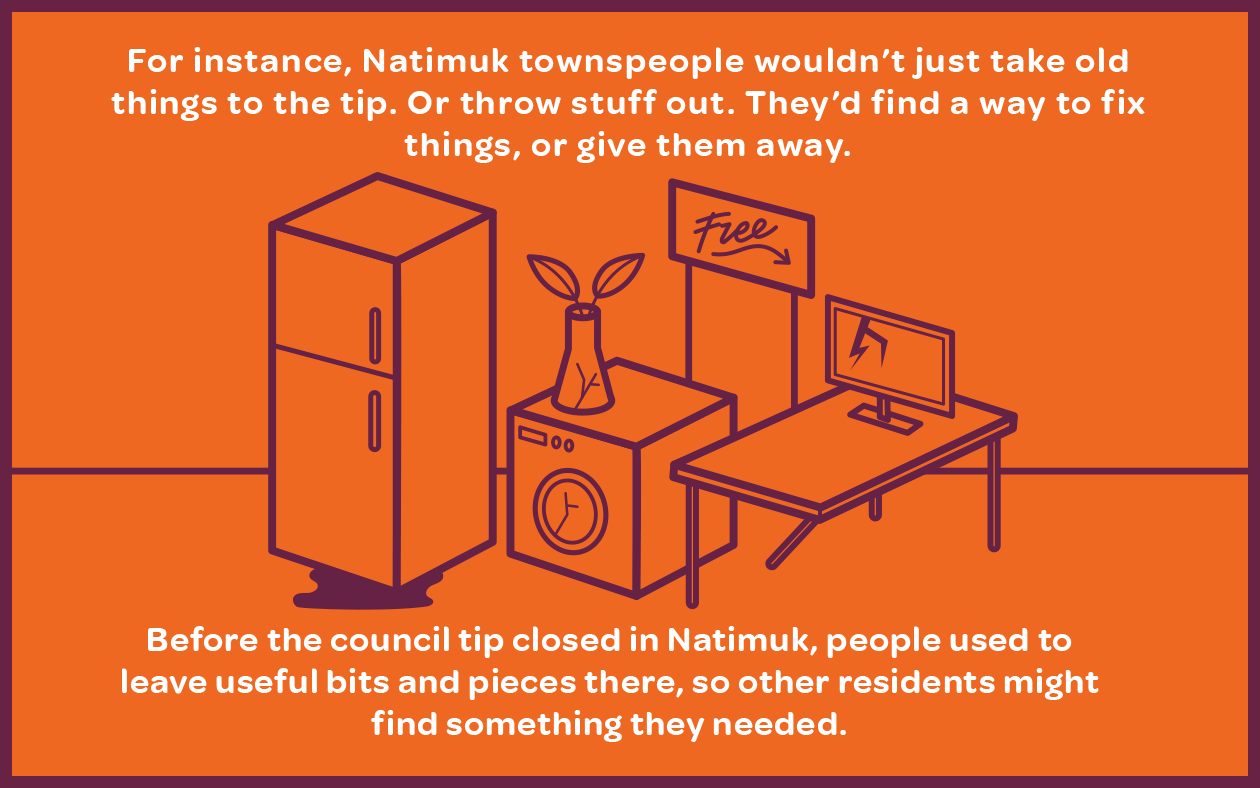 For instance, Natimuk townspeople wouldn’t just take old
things to the tip. Or throw stuff out. They’d find a way to fix
things, or give them away.
Free
Before the council tip closed in Natimuk, people used to
leave useful bits and pieces there, so other residents might
find something they needed.